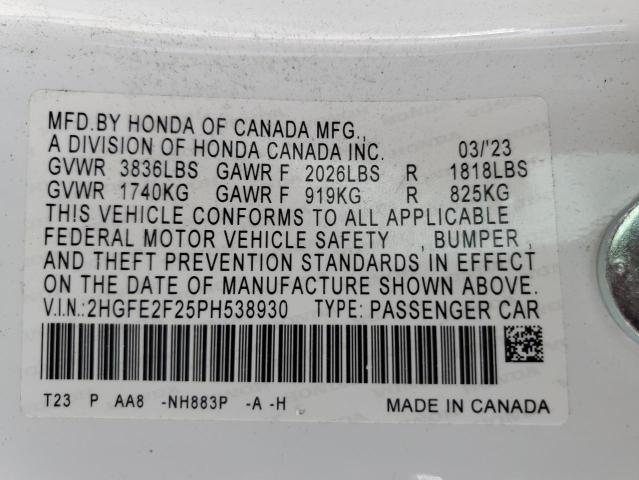 MFD.BY HONDA OF CANADA MFG.,
A DIVISION OF HONDA CANADA INC. 03/'23
GVWR 3836LBS GAWR F 2026LBS R 1818LBS
GVWR 1740KG GAWR F 919KG R 825KG
THIS VEHICLE CONFORMS TO ALL APPLICABLE
FEDERAL MOTOR VEHICLE SAFETY , BUMPER ,
AND THEFT PREVENTION STANDARDS IN EFFECT
ON THE DATE OF MANUFACTURE SHOWN ABOVE.
V.I.N.:2HGFE2F25PH538930 TYPE: PASSENGER CAR
T23 P AA8 -NH883P -A -H MADE IN CANADA